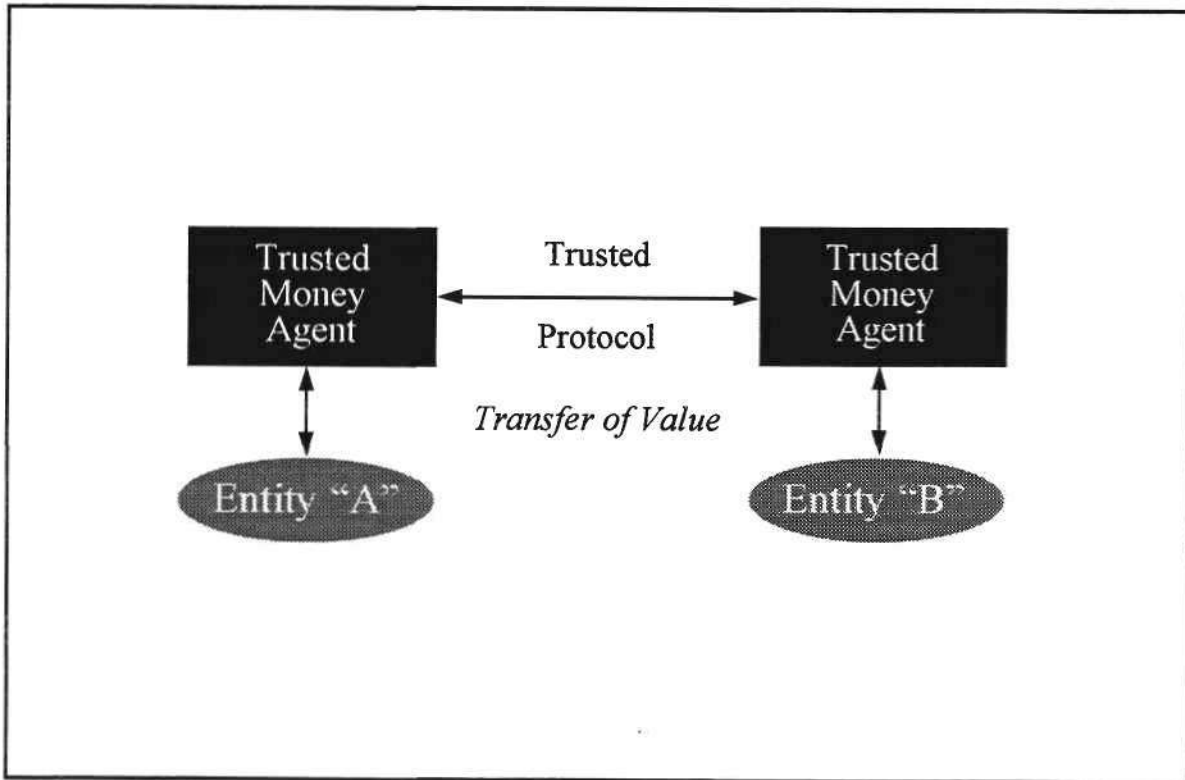 Trusted
Money
Agent
Trusted
Protocol
Trusted
Money
Agent
Transfer of Value
Entity “A”
Entity “B”